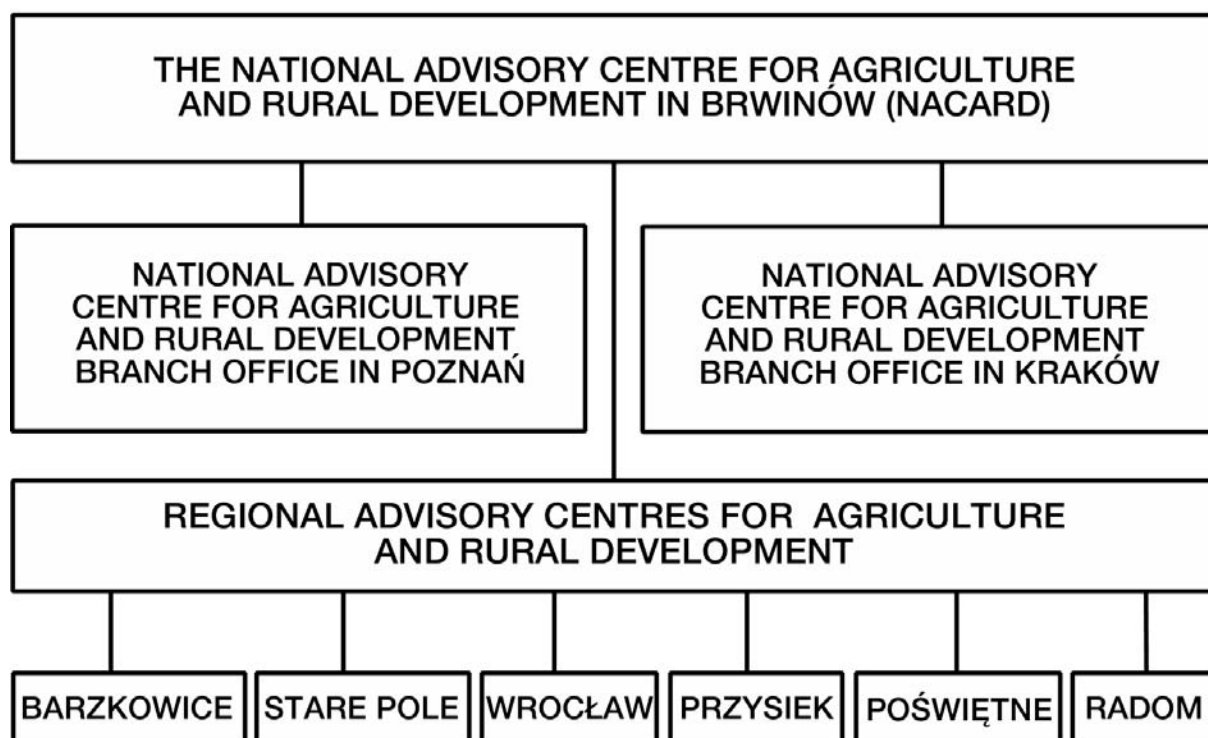 THE NATIONAL ADVISORY CENTRE FOR AGRICULTURE
AND RURAL DEVELOPMENT IN BRWINÓW (NACARD)
NATIONAL ADVISORY
CENTRE FOR AGRICULTURE
AND RURAL DEVELOPMENT
BRANCH OFFICE IN POZNAŃ
NATIONAL ADVISORY
CENTRE FOR AGRICULTURE
AND RURAL DEVELOPMENT
BRANCH OFFICE IN KRAKÓW
REGIONAL ADVISORY CENTRES FOR AGRICULTURE
AND RURAL DEVELOPMENT
BARZKOWICE
STARE POLE
WROCŁAW
PRZYSIEK
POŚWIĘTNE
RADOM